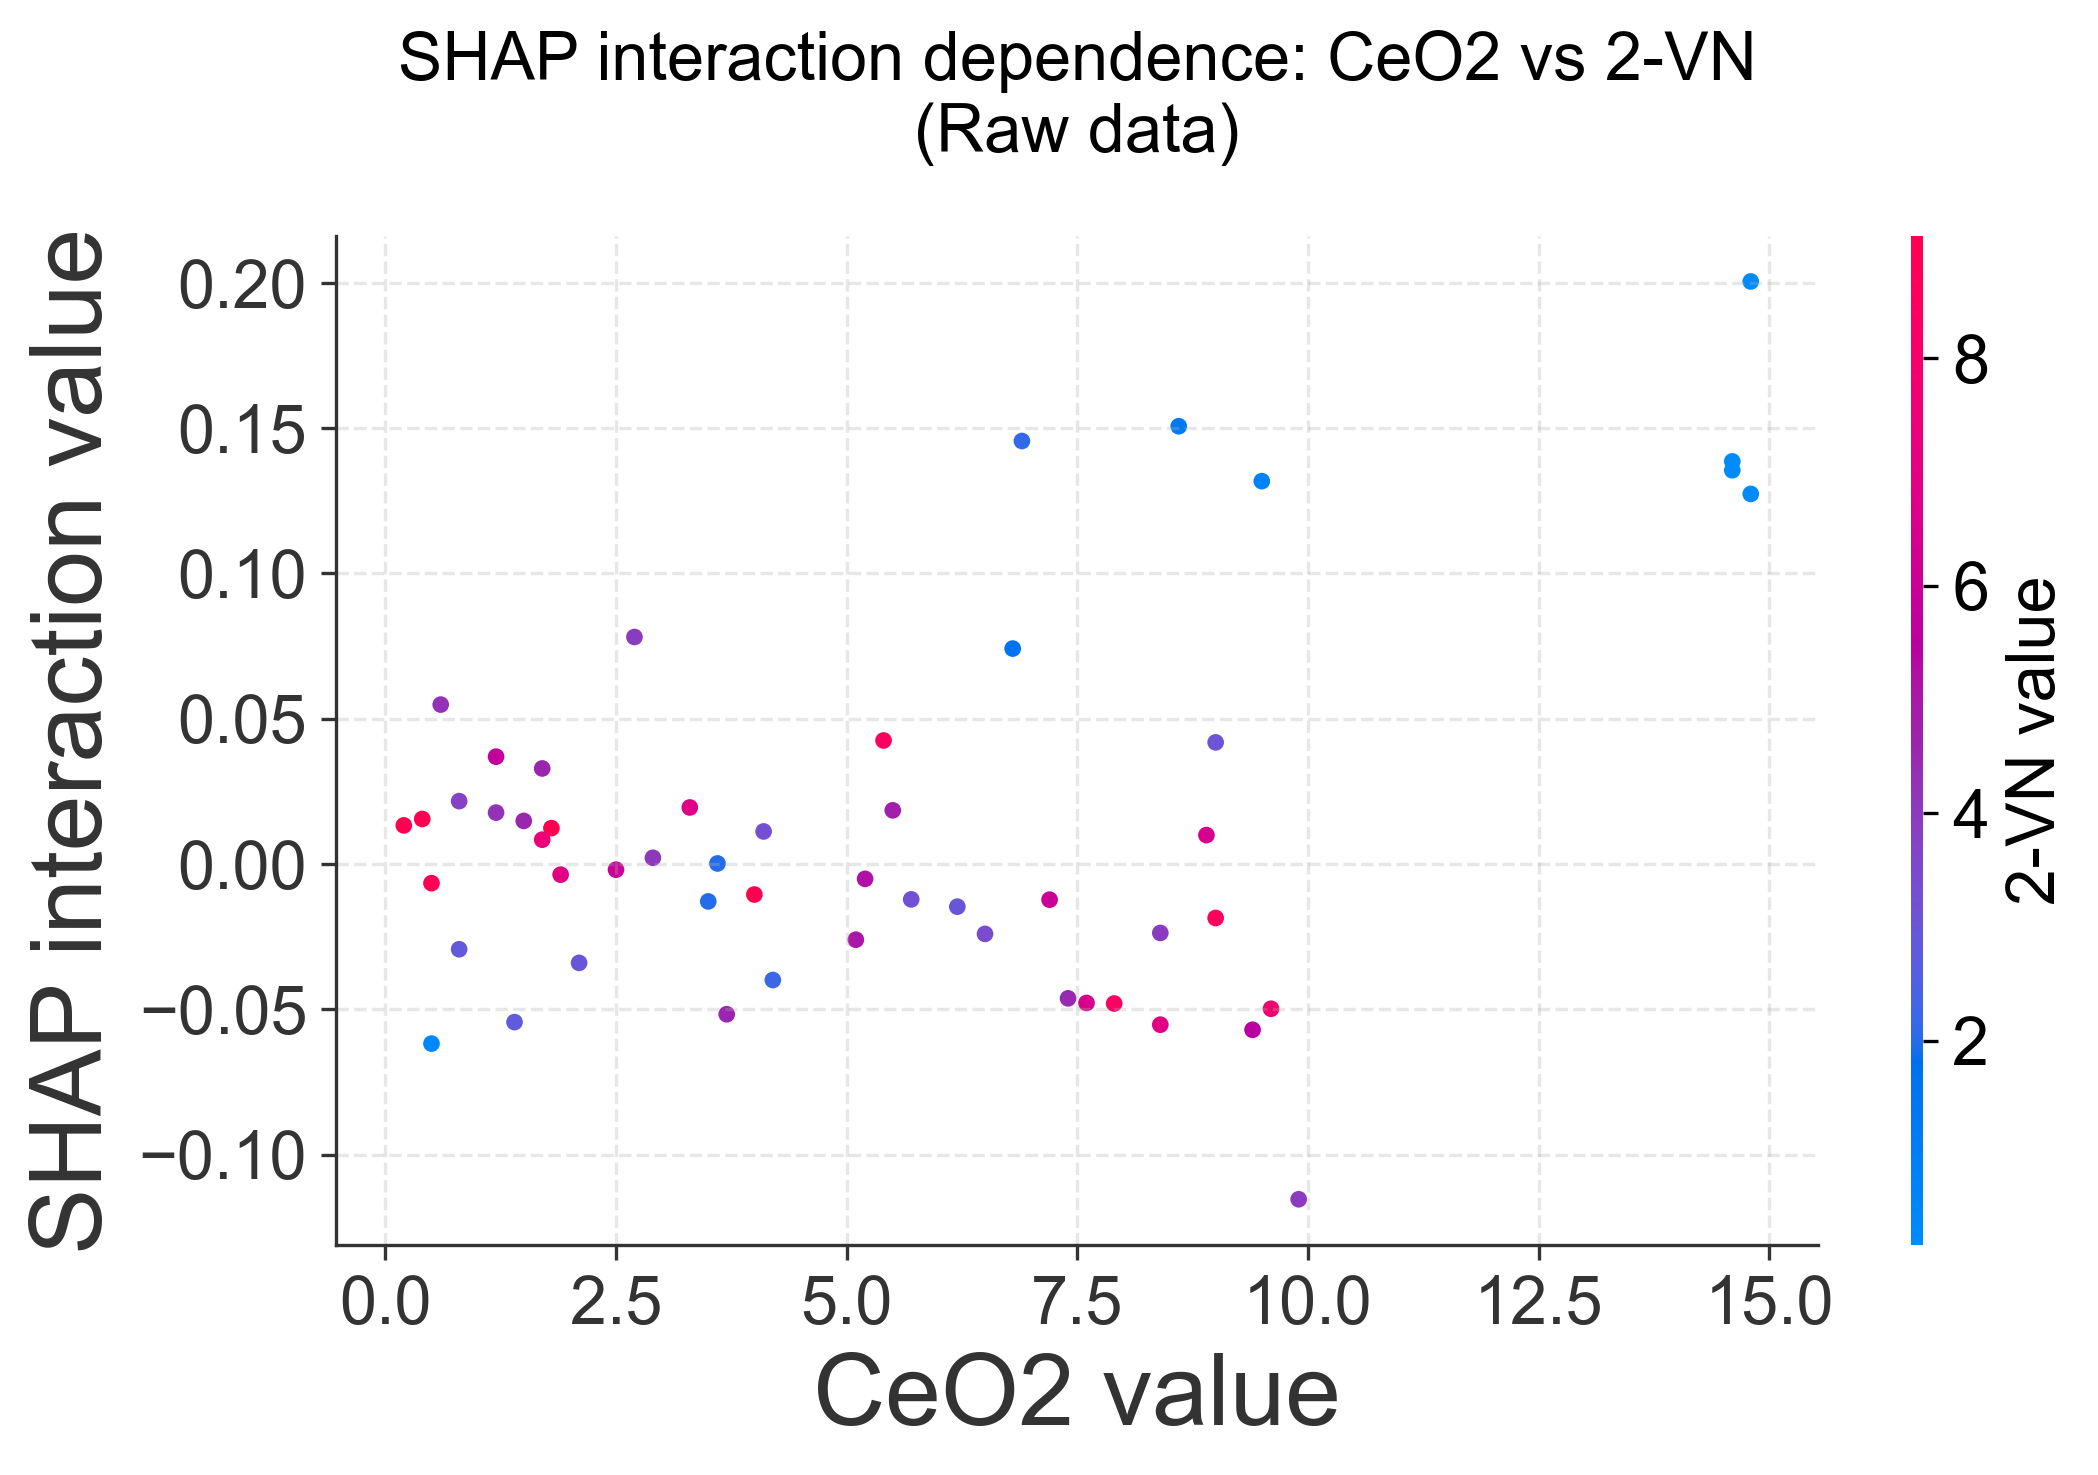 SHAP interaction dependence: CeO2 vs 2-VN
(Raw data)
SHAP interaction value
0.20
0.15
0.10
0.05
0.00
−0.05
−0.10
0.0 2.5 5.0 7.5 10.0 12.5 15.0
CeO2 value
8
6
4
2
2-VN value